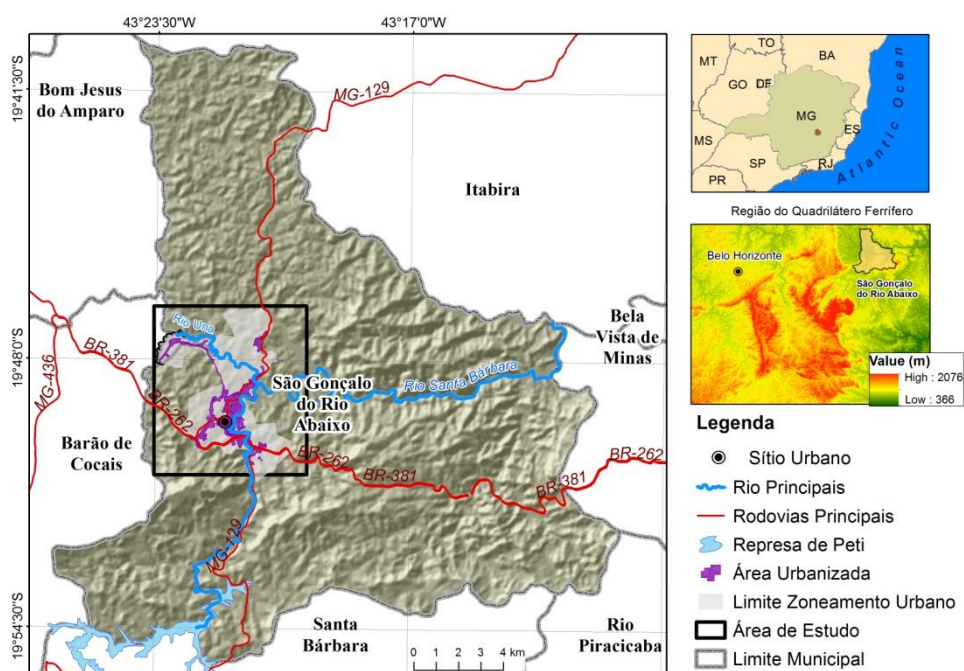 43°23'30"W
43°17'0"W
19°41'30"S
19°48'0"S
19°54'30"S
Bom Jesus
do Amparo
MG-129
Itabira
Rio Una
Bela
Vista de
Minas
BR-381
MG-436
São Gonçalo
do Rio
Abaixo
Rio Santa Bárbara
BR-262
Barão de
Cocais
BR-262
BR-381
BR-381
BR-262
MG-129
Santa
Bárbara
Rio
Piracicaba
0 1 2 3 4 km
TO
BA
MT
GO
DF
MG
ES
MS
SP
RJ
PR
Atlantic Ocean
Região do Quadrilátero Ferrífero
Belo Horizonte
São Gonçalo
do Rio Abaixo
Value (m)
High : 2076
Low : 366
Legenda
Sítio Urbano
Rio Principais
Rodovias Principais
Represa de Peti
Área Urbanizada
Limite Zoneamento Urbano
Área de Estudo
Limite Municipal